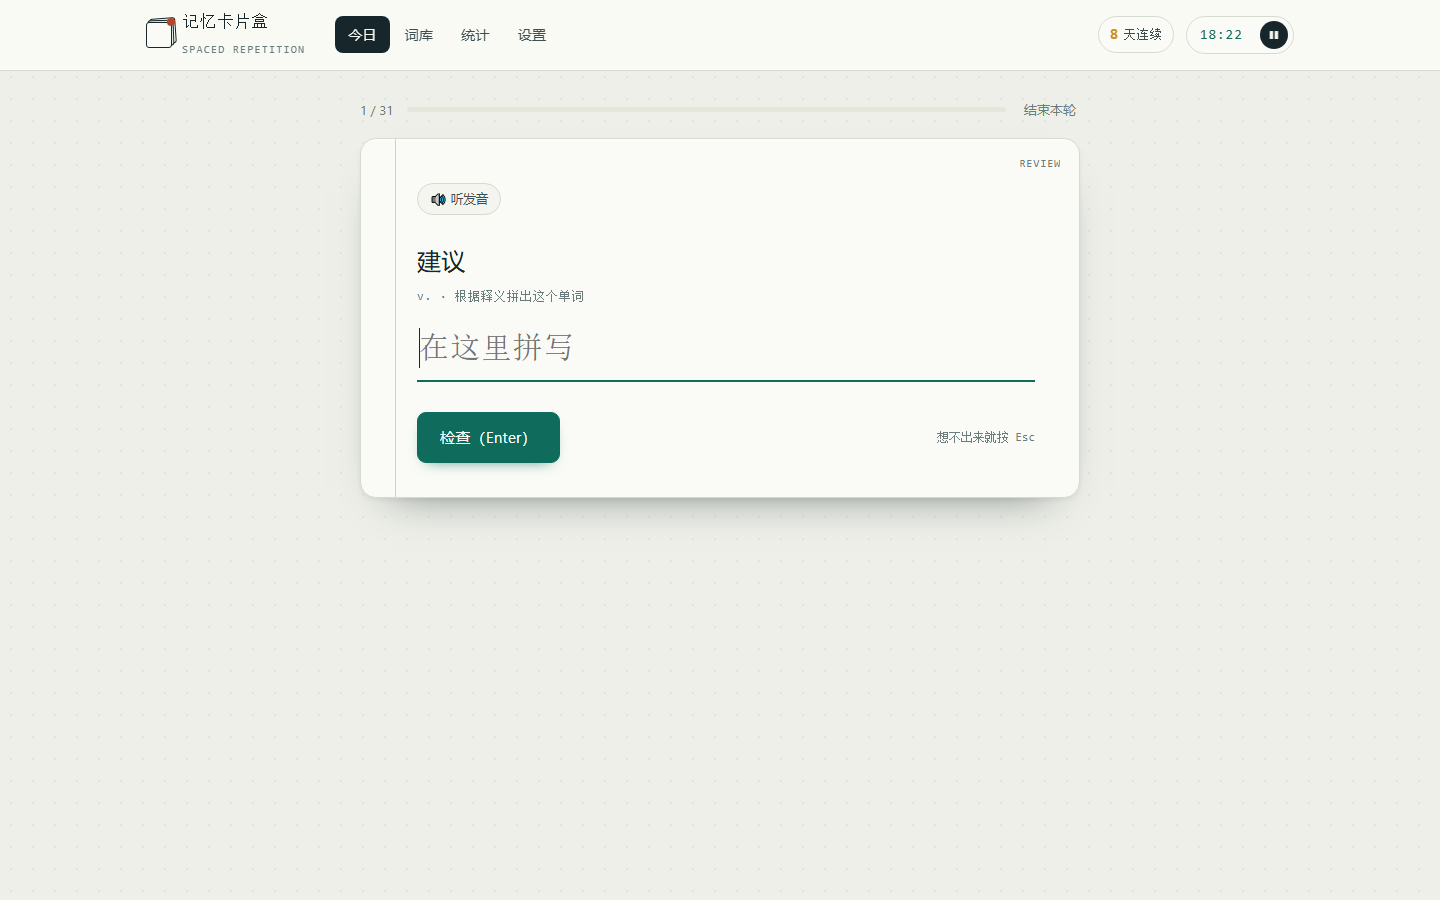 记忆卡片盒
SPACED REPETITION
今日
词库
统计
设置
8 天连续
18:22
1 / 31
结束本轮
REVIEW
听发音
建议
v. · 根据释义拼出这个单词
在这里拼写
检查（Enter）
想不出来就按 Esc